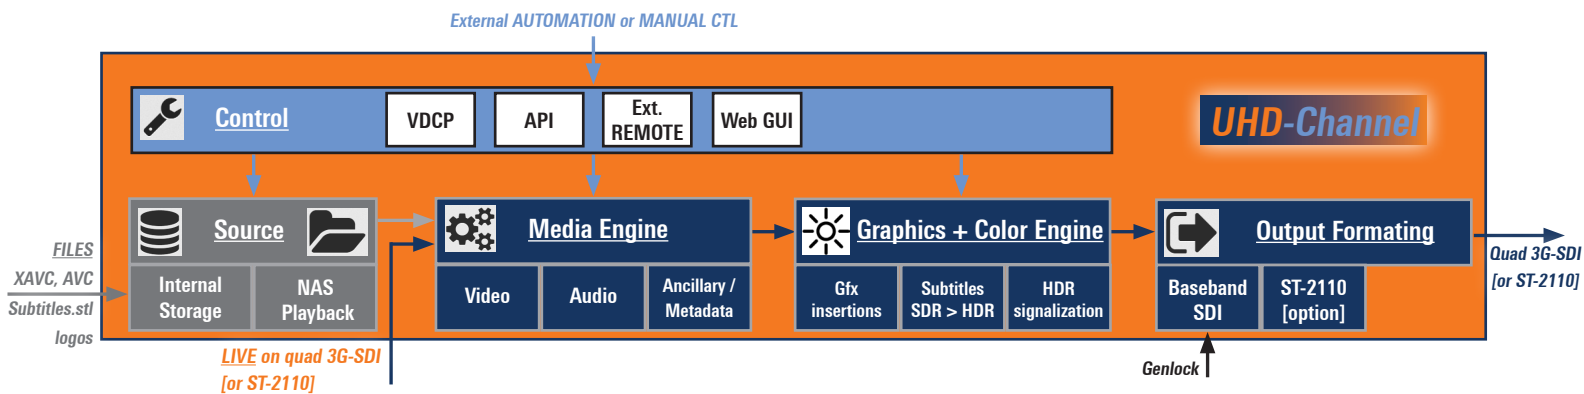 External AUTOMATION or MANUAL CTL
Control
VDCP
API
Ext.
REMOTE
Web GUI
UHD-Channel
Source
Media Engine
Graphics + Color Engine
Output Formating
FILES
XAVC, AVC
Subtitles.stl
logos
Internal
Storage
NAS
Playback
Video
Audio
Ancillary /
Metadata
Gfx
insertions
Subtitles
SDR > HDR
HDR
signalization
Baseband
SDI
ST-2110
[option]
Quad 3G-SDI
[or ST-2110]
LIVE on quad 3G-SDI
[or ST-2110]
Genlock